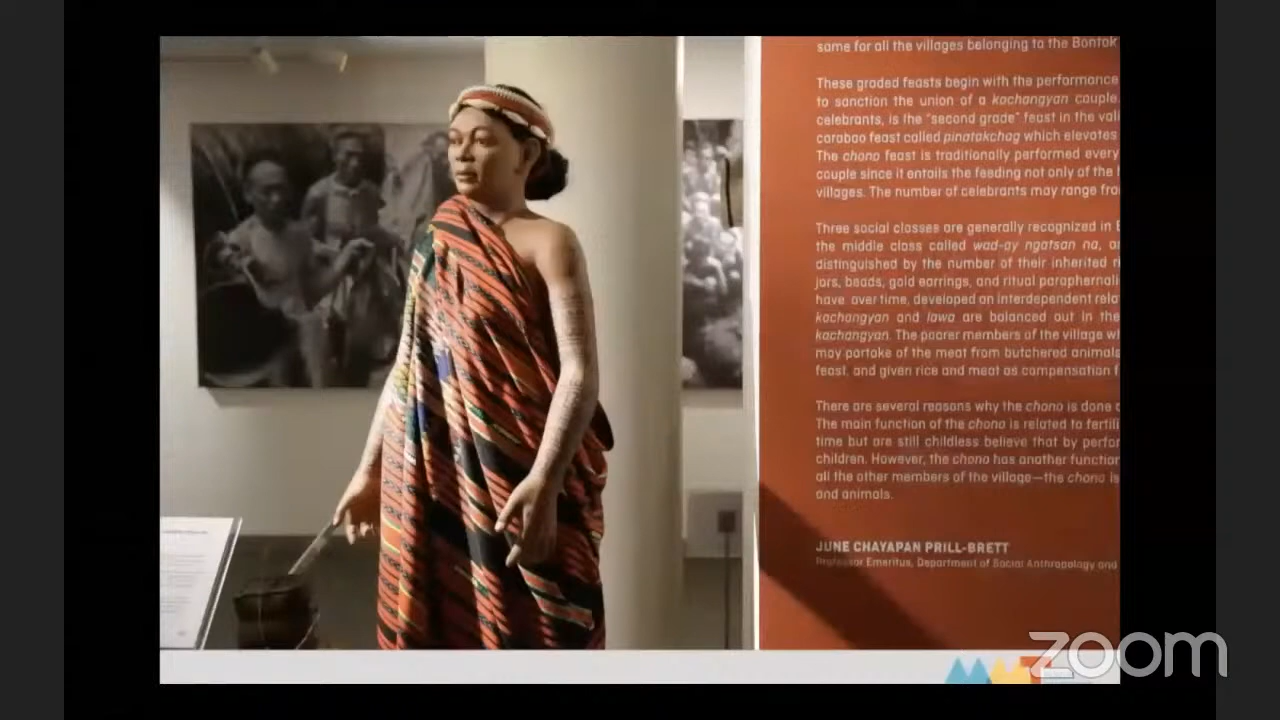 same for all the villages belonging to the Bontok
These graded feasts begin with the performance
to sanction the union of a kachangyan couple.
celebrants, is the "second grade" feast in the vall
carabao feast called pinatakchag which elevates
The chono feast is traditionally performed every
couple since it entails the feeding not only of the
villages. The number of celebrants may range fro
Three social classes are generally recognized in
the middle class called wad-ay ngatsan na, a
distinguished by the number of their inherited ri
jars, beads, gold earrings, and ritual paraphernali
have, over time, developed an interdependent rela
kachangyan and lawa are balanced out in the
kachangyan. The poorer members of the village w
may partake of the meat from butchered animals
feast, and given rice and meat as compensation f
There are several reasons why the chono is done
The main function of the chono is related to fertili
time but are still childless believe that by perfor
children. However, the chono has another function
all the other members of the village—the chono is
and animals.
JUNE CHAYAPAN PRILL-BRETT
Professor Emeritus, Department of Social Anthropology and
zoom